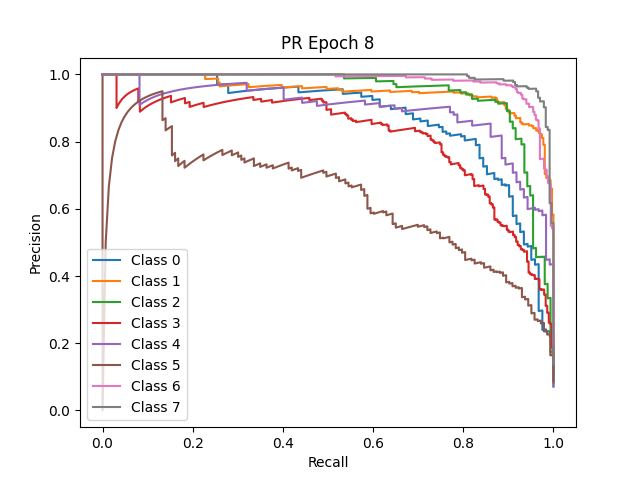 PR Epoch 8
Precision
1.0
0.8
0.6
0.4
0.2
0.0
Class 0
Class 1
Class 2
Class 3
Class 4
Class 5
Class 6
Class 7
0.0 0.2 0.4 0.6 0.8 1.0
Recall